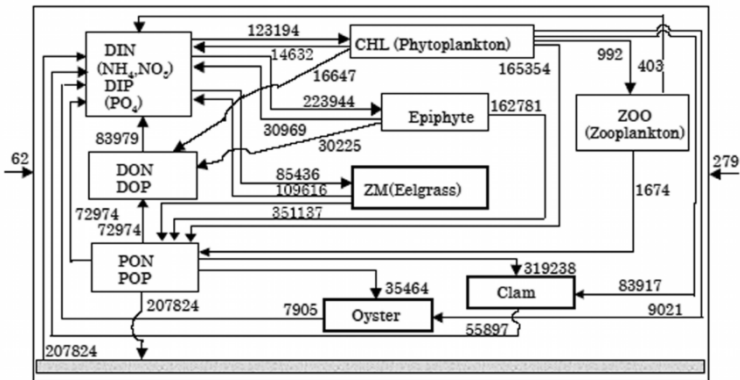 123194
DIN
(NH₄,NO₅)
DIP
(PO₄)
14632
CHL (Phytoplankton)
16647
992
403
165354
223944
Epiphyte
162781
ZOO
(Zooplankton)
83979
30969
30225
62
DON
DOP
85436
109616
ZM(Eelgrass)
279
1674
72974
72974
351137
PON
POP
319238
35464
Clam
83917
207824
7905
Oyster
9021
55897
207824